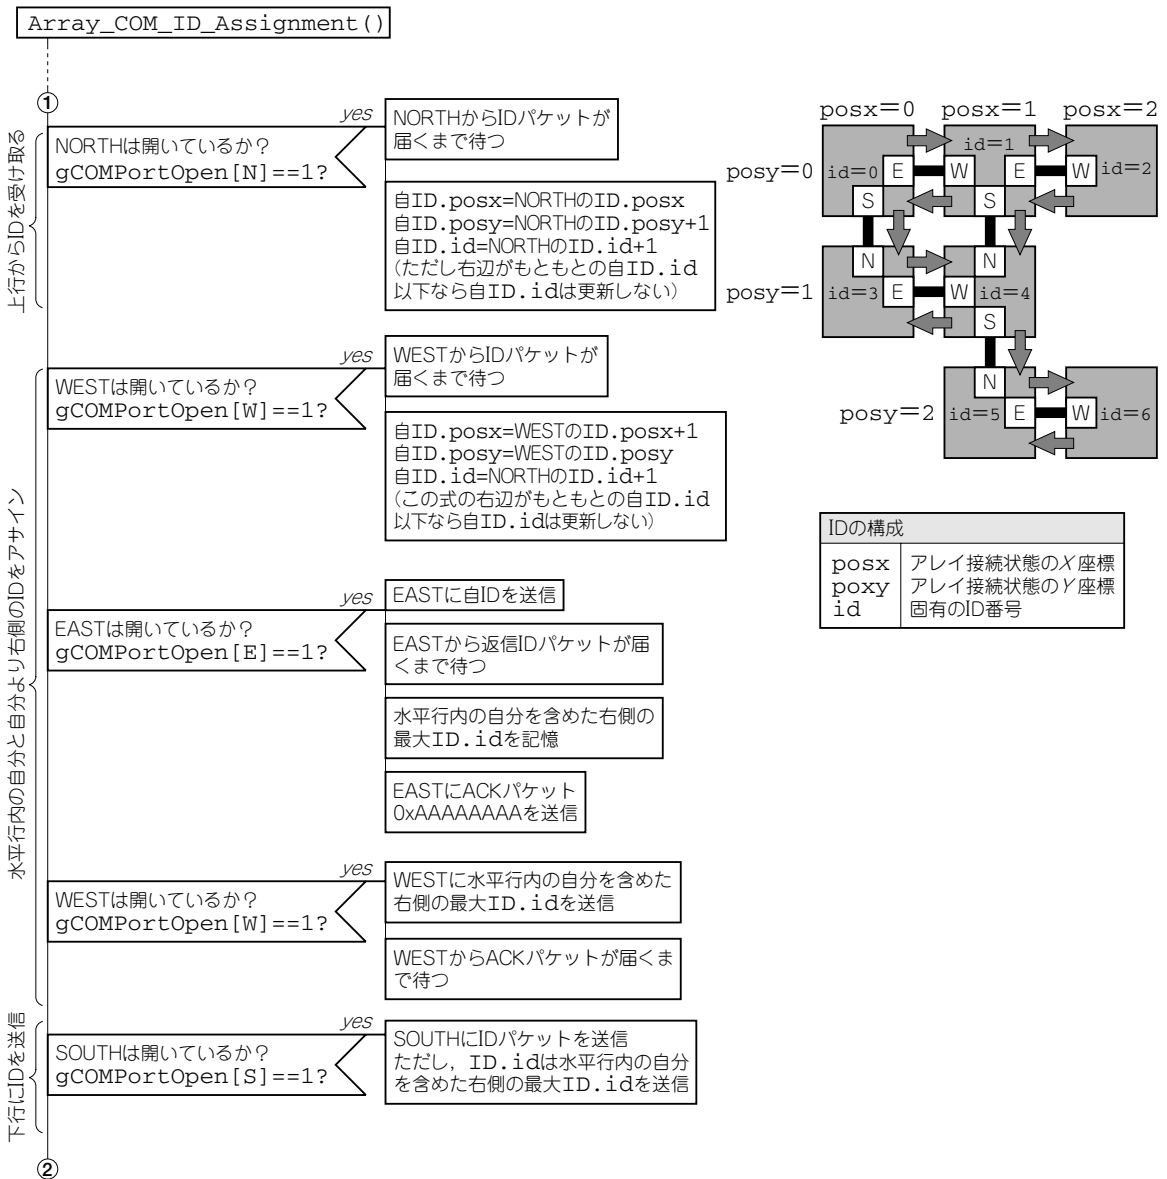 Array_COM_ID_Assignment()
①
上行からIDを受け取る
NORTHは開いているか？
gCOMPortOpen[N]==1?
yes
NORTHからIDパケットが
届くまで待つ
自ID.posx=NORTHのID.posx
自ID.posy=NORTHのID.posy+1
自ID.id=NORTHのID.id+1
（ただし右辺がもともとの自ID.id
以下なら自ID.idは更新しない）
水平行内の自分と自分より右側のIDをアサイン
WESTは開いているか？
gCOMPortOpen[W]==1?
yes
WESTからIDパケットが
届くまで待つ
自ID.posx=WESTのID.posx+1
自ID.posy=WESTのID.posy
自ID.id=NORTHのID.id+1
（この式の右辺がもともとの自ID.id
以下なら自ID.idは更新しない）
EASTは開いているか？
gCOMPortOpen[E]==1?
yes
EASTに自IDを送信
EASTから返信IDパケットが届
くまで待つ
水平行内の自分を含めた右側の
最大ID.idを記憶
EASTにACKパケット
0xAAAAAAAAを送信
WESTは開いているか？
gCOMPortOpen[W]==1?
yes
WESTに水平行内の自分を含めた
右側の最大ID.idを送信
WESTからACKパケットが届くま
で待つ
下行にIDを送信
SOUTHは開いているか？
gCOMPortOpen[S]==1?
yes
SOUTHにIDパケットを送信
ただし，ID.idは水平行内の自分
を含めた右側の最大ID.idを送信
②
posx＝0 posx＝1 posx＝2
posy＝0
id=0 E S
W id=1 E S
W id=2
posy＝1
N id=3 E
N W id=4 S
posy＝2
N id=5 E
W id=6
IDの構成
posx アレイ接続状態のX座標
poxy アレイ接続状態のY座標
id 固有のID番号